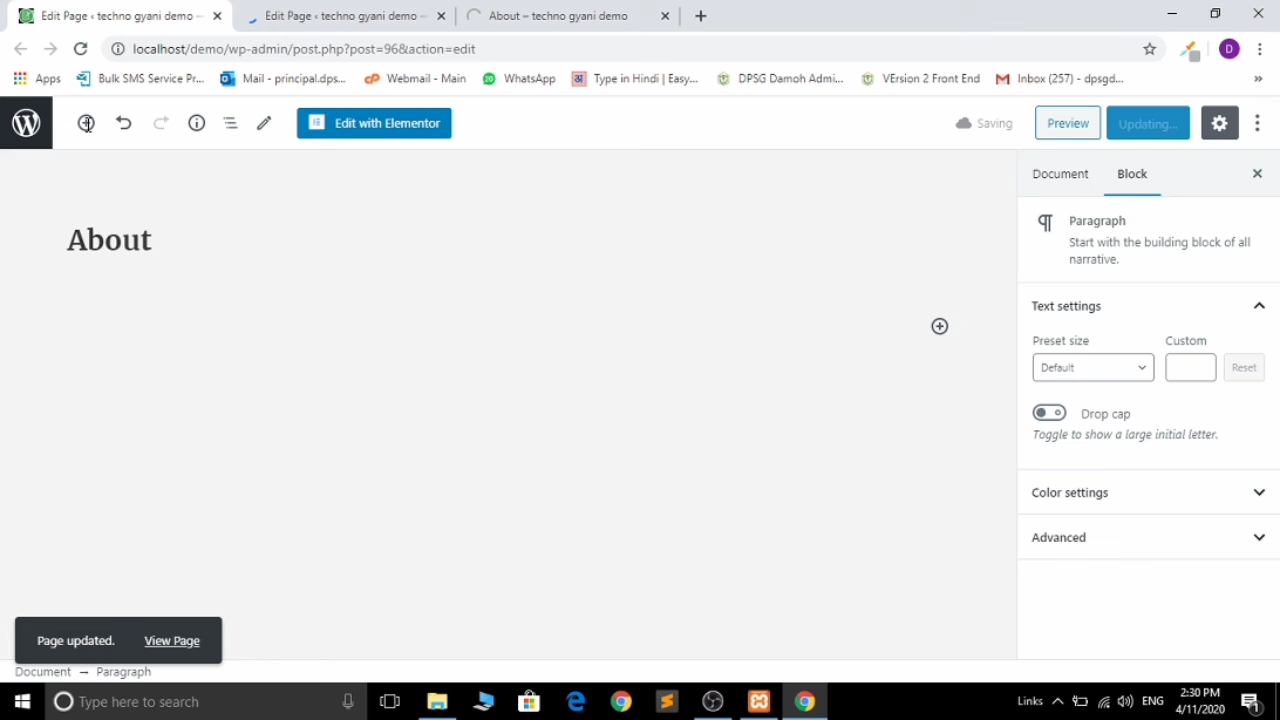 Edit Page ‹ techno gyani demo —
Edit Page ‹ techno gyani demo —
About – techno gyani demo
localhost/demo/wp-admin/post.php?post=96&action=edit
D
Apps
Bulk SMS Service Pr...
Mail - principal.dps...
Webmail - Main
WhatsApp
Type in Hindi | Easy...
DPSG Damoh Admi...
VErsion 2 Front End
Inbox (257) - dpsgd...
»
Edit with Elementor
Saving
Preview
Updating...
Document
Block
About
Paragraph
Start with the building block of all
narrative.
Text settings
Preset size
Custom
Default
Reset
Drop cap
Toggle to show a large initial letter.
Color settings
Advanced
Page updated.
View Page
Document → Paragraph
Type here to search
Links
ENG
2:30 PM
4/11/2020
1